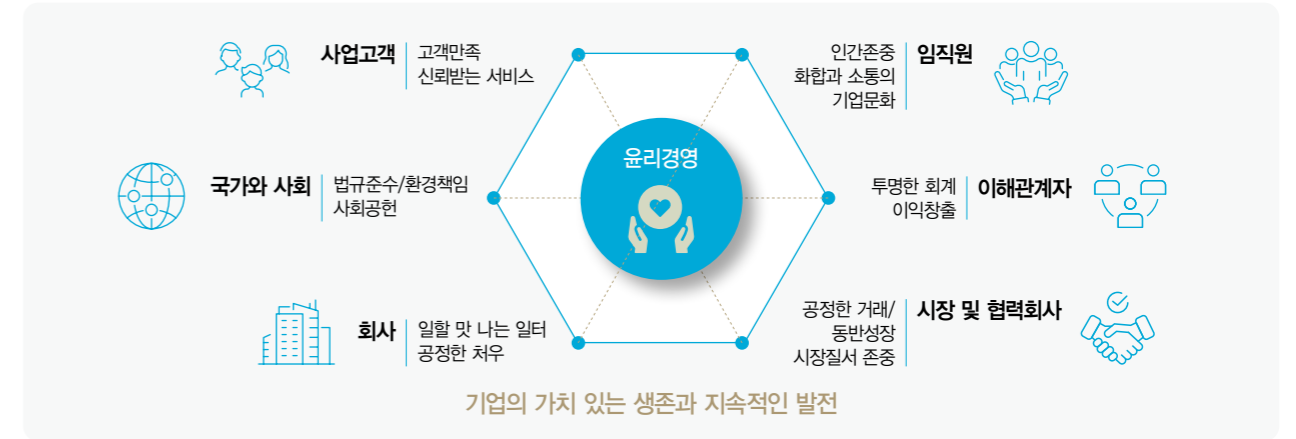 사업고객
고객만족
신뢰받는 서비스
인간존중
화합과 소통의
기업문화
임직원
윤리경영
국가와 사회
법규준수/환경책임
사회공헌
투명한 회계
이익창출
이해관계자
회사
일할 맛 나는 일터
공정한 처우
공정한 거래/
동반성장
시장질서 존중
시장 및 협력회사
기업의 가치 있는 생존과 지속적인 발전